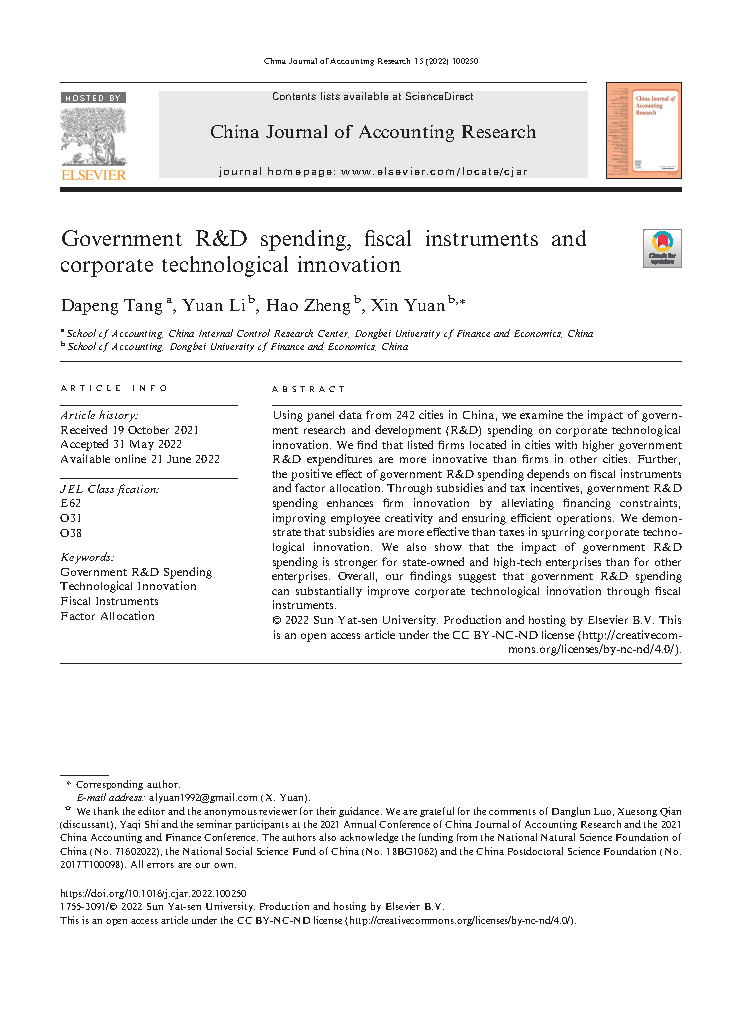 China Journal of Accounting Research 15 (2022) 100250
HOSTED BY
ELSEVIER
Contents lists available at ScienceDirect
China Journal of Accounting Research
journal homepage: www.elsevier.com/locate/cjar
China Journal of
Accounting
Research
Government R&D spending, fiscal instruments and
corporate technological innovation
Check for
updates
Dapeng Tang a, Yuan Li b, Hao Zheng b, Xin Yuan b,*
a School of Accounting, China Internal Control Research Center, Dongbei University of Finance and Economics, China
b School of Accounting, Dongbei University of Finance and Economics, China
ARTICLE INFO
Article history:
Received 19 October 2021
Accepted 31 May 2022
Available online 21 June 2022
JEL Classification:
E62
O31
O38
Keywords:
Government R&D Spending
Technological Innovation
Fiscal Instruments
Factor Allocation
ABSTRACT
Using panel data from 242 cities in China, we examine the impact of govern-
ment research and development (R&D) spending on corporate technological
innovation. We find that listed firms located in cities with higher government
R&D expenditures are more innovative than firms in other cities. Further,
the positive effect of government R&D spending depends on fiscal instruments
and factor allocation. Through subsidies and tax incentives, government R&D
spending enhances firm innovation by alleviating financing constraints,
improving employee creativity and ensuring efficient operations. We demon-
strate that subsidies are more effective than taxes in spurring corporate techno-
logical innovation. We also show that the impact of government R&D
spending is stronger for state-owned and high-tech enterprises than for other
enterprises. Overall, our findings suggest that government R&D spending
can substantially improve corporate technological innovation through fiscal
instruments.
© 2022 Sun Yat-sen University. Production and hosting by Elsevier B.V. This
is an open access article under the CC BY-NC-ND license (http://creativecom-
mons.org/licenses/by-nc-nd/4.0/).
* Corresponding author.
E-mail address: alyuan1992@gmail.com (X. Yuan).
☆ We thank the editor and the anonymous reviewer for their guidance. We are grateful for the comments of Danglun Luo, Xuesong Qian
(discussant), Yaqi Shi and the seminar participants at the 2021 Annual Conference of China Journal of Accounting Research and the 2021
China Accounting and Finance Conference. The authors also acknowledge the funding from the National Natural Science Foundation of
China (No. 71602022), the National Social Science Fund of China (No. 18BG1062) and the China Postdoctoral Science Foundation (No.
2017T100098). All errors are our own.
https://doi.org/10.1016/j.cjar.2022.100250
1755-3091/© 2022 Sun Yat-sen University. Production and hosting by Elsevier B.V.
This is an open access article under the CC BY-NC-ND license (http://creativecommons.org/licenses/by-nc-nd/4.0/).